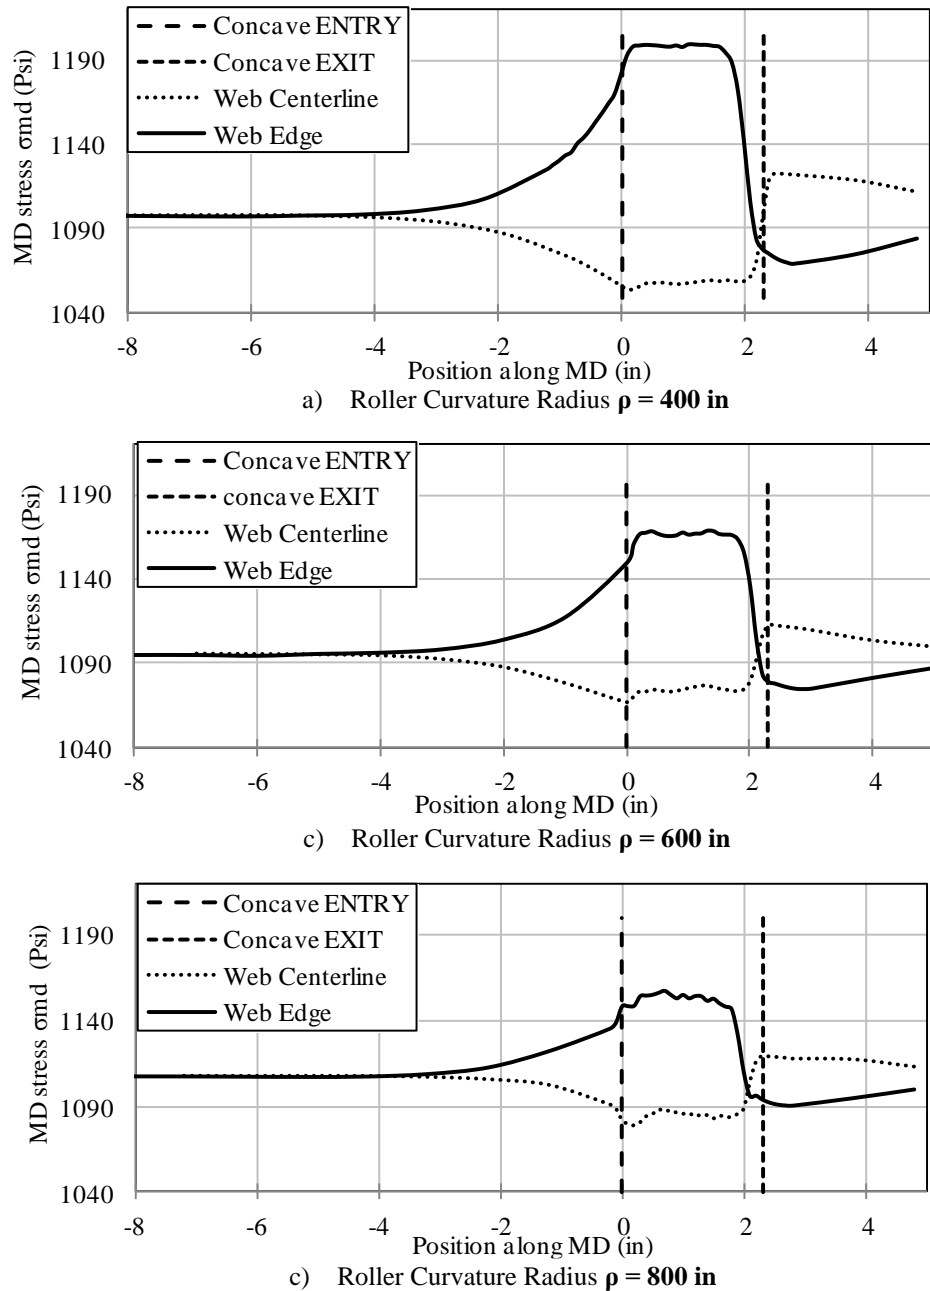 Concave ENTRY
Concave EXIT
Web Centerline
Web Edge
MD stress σmd (Psi)
1190
1140
1090
1040
-8 -6 -4 -2 0 2 4
Position along MD (in)
a) Roller Curvature Radius ρ = 400 in
Concave ENTRY
concave EXIT
Web Centerline
Web Edge
MD stress σmd (Psi)
1190
1140
1090
1040
-8 -6 -4 -2 0 2 4
Position along MD (in)
c) Roller Curvature Radius ρ = 600 in
Concave ENTRY
Concave EXIT
Web Centerline
Web Edge
MD stress σmd (Psi)
1190
1140
1090
1040
-8 -6 -4 -2 0 2 4
Position along MD (in)
c) Roller Curvature Radius ρ = 800 in